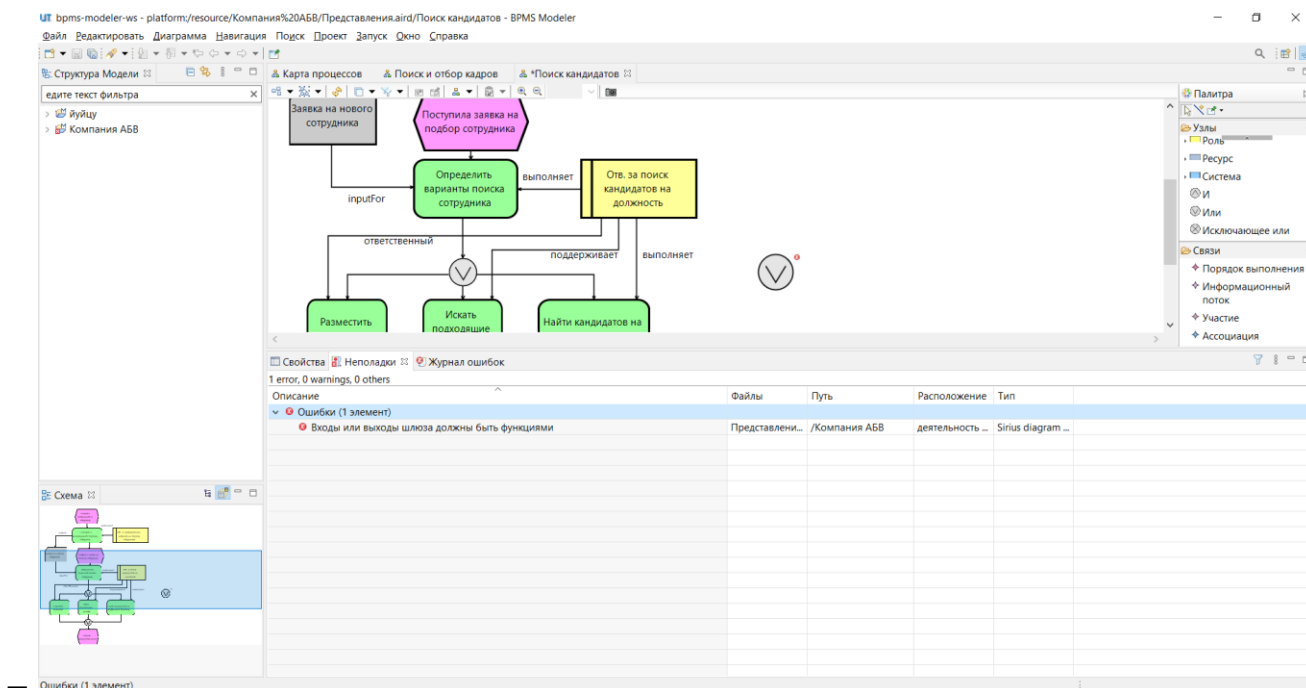 UT bpms-modeler-ws - platform:/resource/Компания%20АБВ/Представления.aird/Поиск кандидатов - BPMS Modeler
Файл Редактировать Диаграмма Навигация Поиск Проект Запуск Окно Справка
Структура Модели
едите текст фильтра
йуйцу
Компания АБВ
Карта процессов
Поиск и отбор кадров
*Поиск кандидатов
Заявка на нового
сотрудника
Поступила заявка на
подбор сотрудника
Определить
варианты поиска
сотрудника
выполняет
Отв. за поиск
кандидатов на
должность
inputFor
ответственный
поддерживает
выполняет
Разместить
Искать
подходящие
Найти кандидатов на
Палитра
Узлы
Роль
Ресурс
Система
И
Или
Исключающее или
Связи
Порядок выполнения
Информационный
поток
Участие
Ассоциация
Свойства
Неполадки
Журнал ошибок
1 error, 0 warnings, 0 others
Описание Файлы Путь Расположение Тип
Ошибки (1 элемент)
Входы или выходы шлюза должны быть функциями Представлени... /Компания АБВ деятельность ... Sirius diagram ...
Схема
Ошибки (1 элемент)